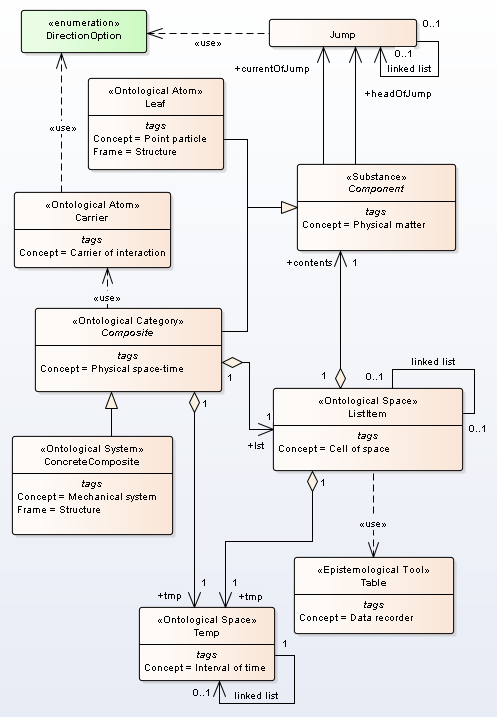 «enumeration»
DirectionOption
«use»
Jump
0..1
0..1
1
linked list
+currentOfJump
+headOfJump
«Ontological Atom»
Leaf
tags
Concept = Point particle
Frame = Structure
«use»
«Substance»
Component
tags
Concept = Physical matter
«Ontological Atom»
Carrier
tags
Concept = Carrier of interaction
+contents
1
«use»
«Ontological Category»
Composite
tags
Concept = Physical space-time
1
1
linked list
0..1
1
0..1
1
+lst
«Ontological Space»
ListItem
tags
Concept = Cell of space
«Ontological System»
ConcreteComposite
tags
Concept = Mechanical system
Frame = Structure
1
«use»
«Epistemological Tool»
Table
tags
Concept = Data recorder
1
+tmp
1
+tmp
«Ontological Space»
Temp
tags
Concept = Interval of time
1
0..1
linked list